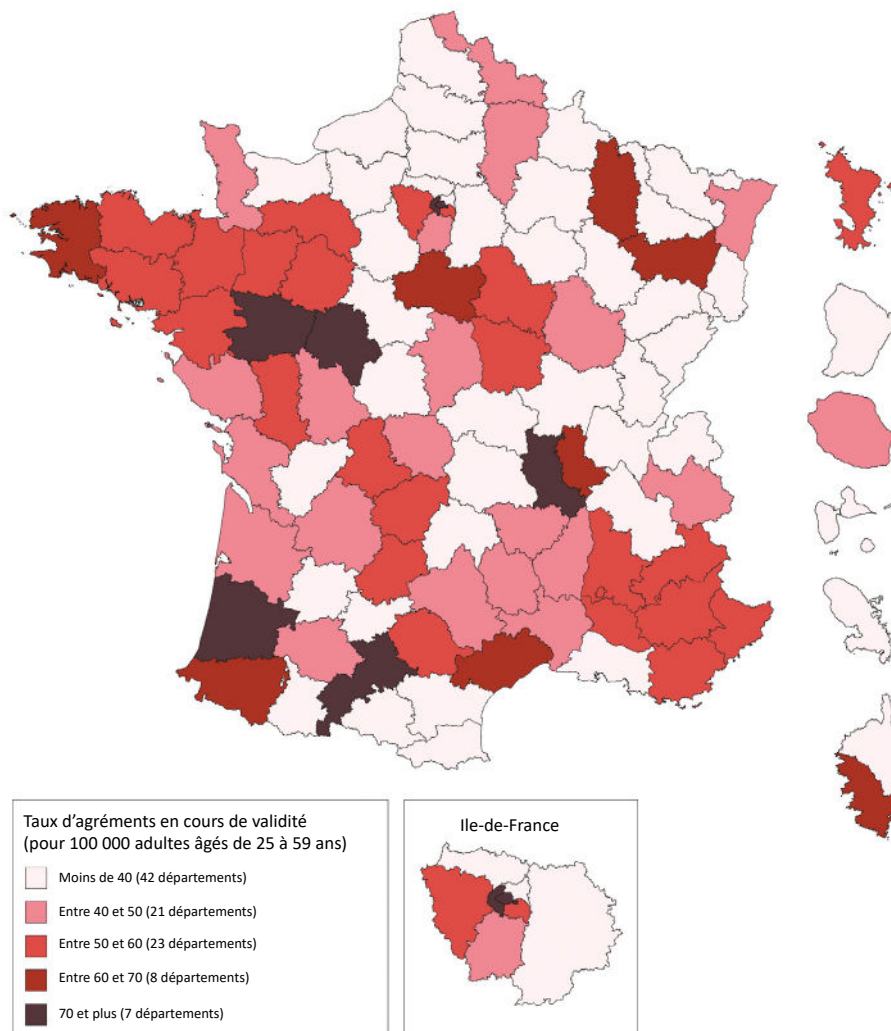 Taux d’agréments en cours de validité
(pour 100 000 adultes âgés de 25 à 59 ans)
Moins de 40 (42 départements)
Entre 40 et 50 (21 départements)
Entre 50 et 60 (23 départements)
Entre 60 et 70 (8 départements)
70 et plus (7 départements)
Ile-de-France